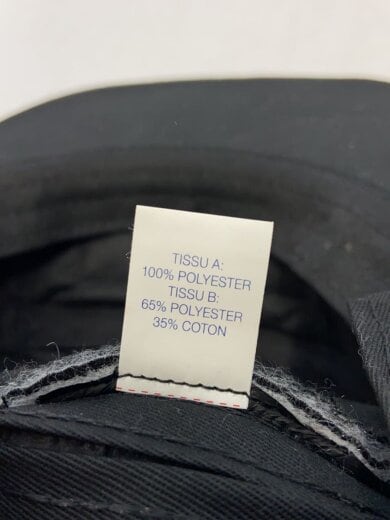 TISSU A:
100% POLYESTER
TISSU B:
65% POLYESTER
35% COTON